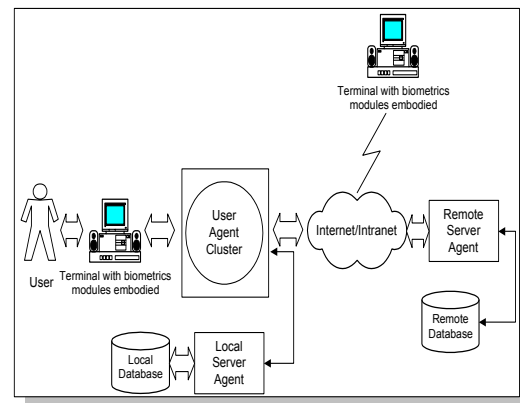 Terminal with biometrics
modules embodied
User
Agent
Cluster
Internet/Intranet
Remote
Server
Agent
User
Terminal with biometrics
modules embodied
Remote
Database
Local
Database
Local
Server
Agent